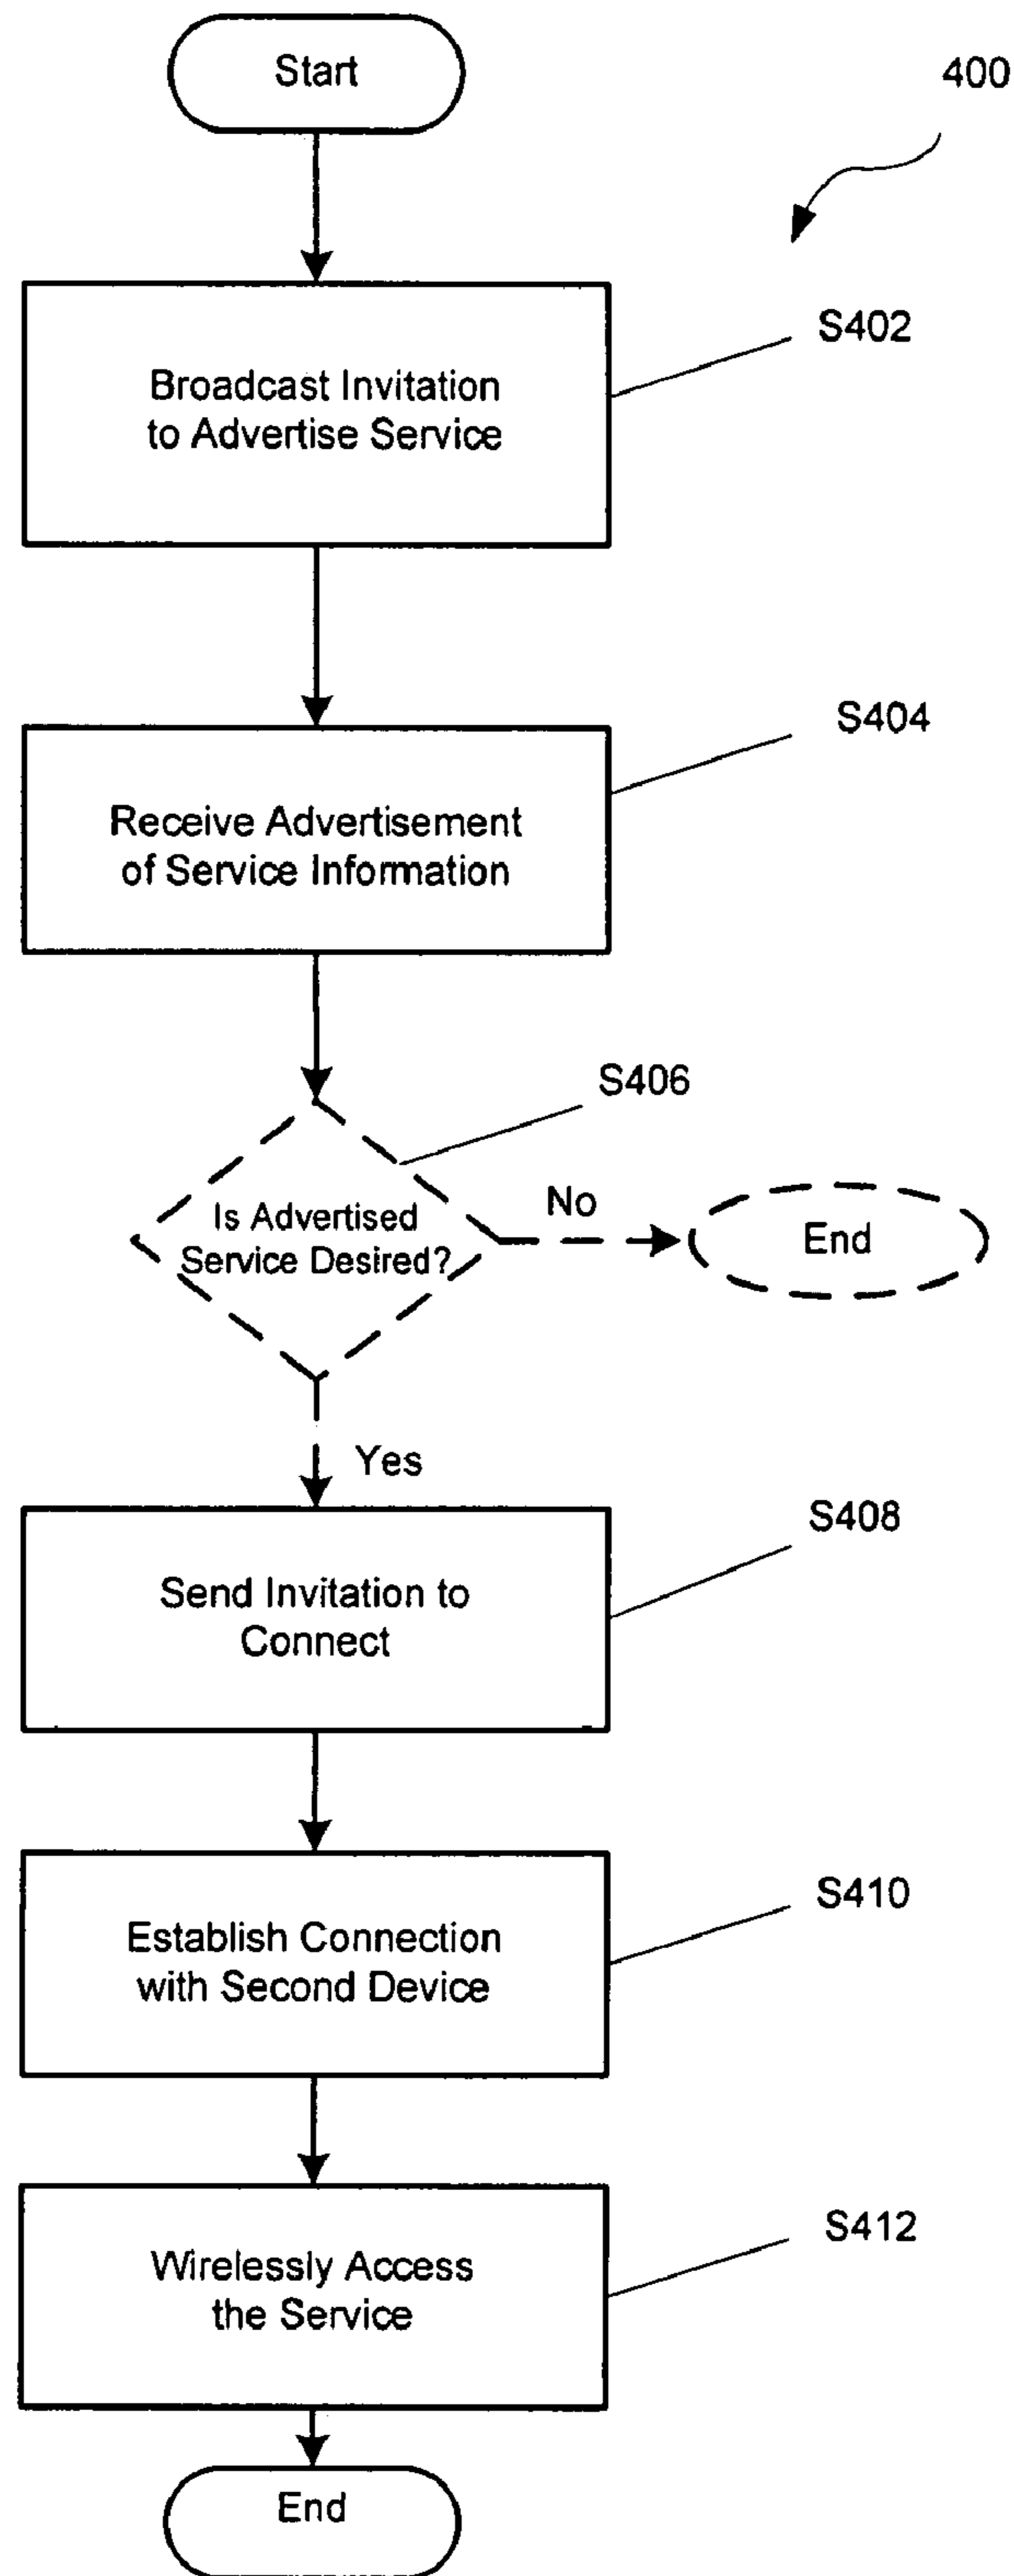 Start
400
Broadcast Invitation
to Advertise Service
S402
Receive Advertisement
of Service Information
S404
S406
Is Advertised
Service Desired?
No
End
Yes
Send Invitation to
Connect
S408
Establish Connection
with Second Device
S410
Wirelessly Access
the Service
S412
End